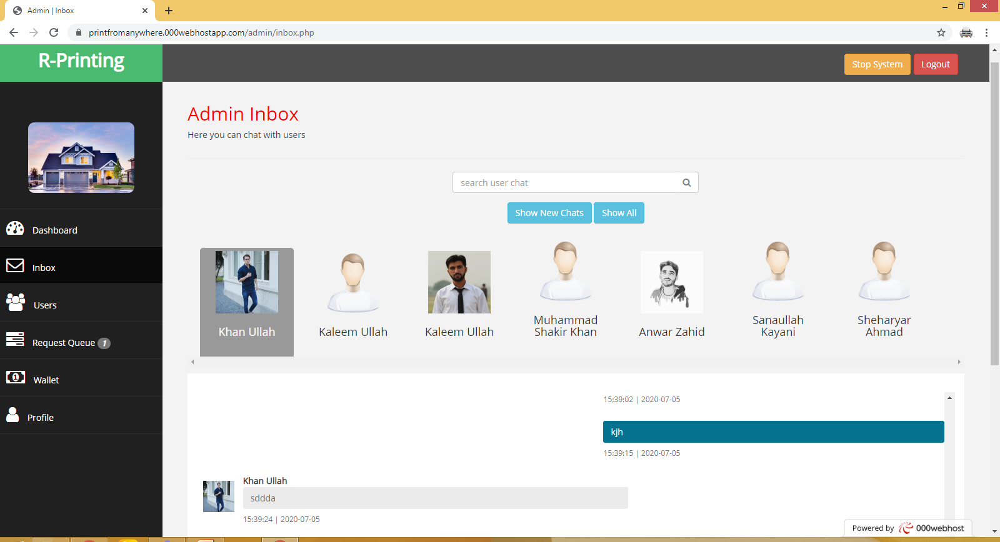 Admin | Inbox
printfromanywhere.000webhostapp.com/admin/inbox.php
R-Printing
Stop System
Logout
Admin Inbox
Here you can chat with users
search user chat
Show New Chats
Show All
Dashboard
Inbox
Users
Request Queue 1
Wallet
Profile
Khan Ullah
Kaleem Ullah
Kaleem Ullah
Muhammad
Shakir Khan
Anwar Zahid
Sanaullah
Kayani
Sheharyar
Ahmad
15:39:02 | 2020-07-05
kjh
15:39:15 | 2020-07-05
Khan Ullah
sddda
15:39:24 | 2020-07-05
Powered by 000webhost